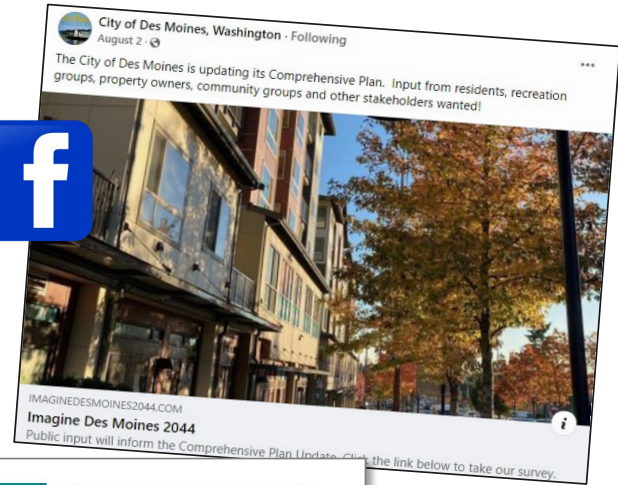 City of Des Moines, Washington · Following
August 2 ·
The City of Des Moines is updating its Comprehensive Plan. Input from residents, recreation
groups, property owners, community groups and other stakeholders wanted!
f
IMAGINEDESMOINES2044.COM
Imagine Des Moines 2044
Public input will inform the Comprehensive Plan Update. Click the link below to take our survey.